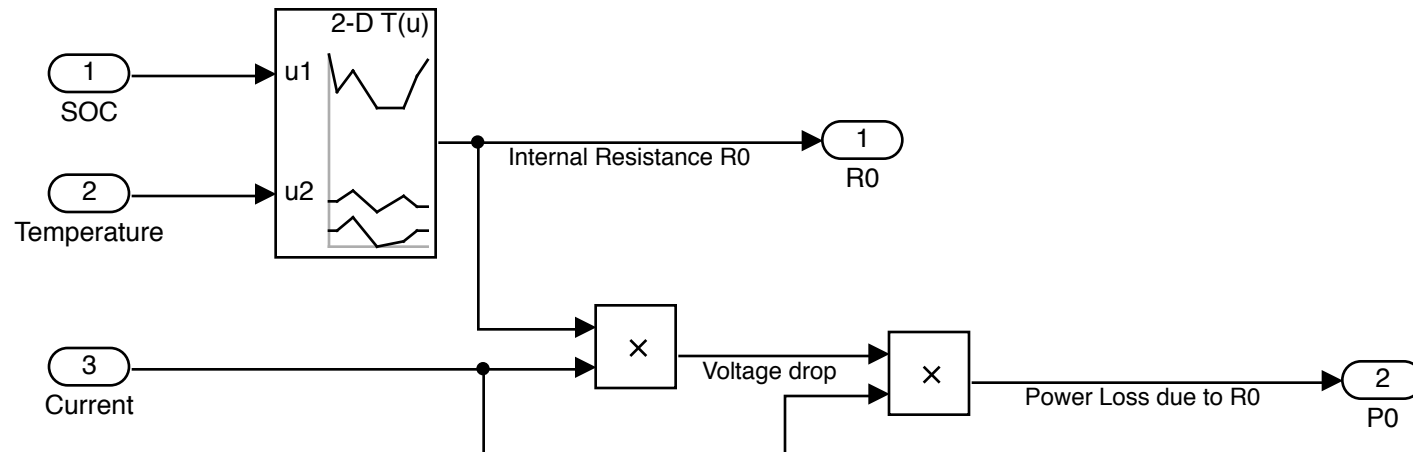 2-D T(u)
1
u1
SOC
1
Internal Resistance R0
R0
2
u2
Temperature
×
×
3
Voltage drop
2
Current
Power Loss due to R0
P0